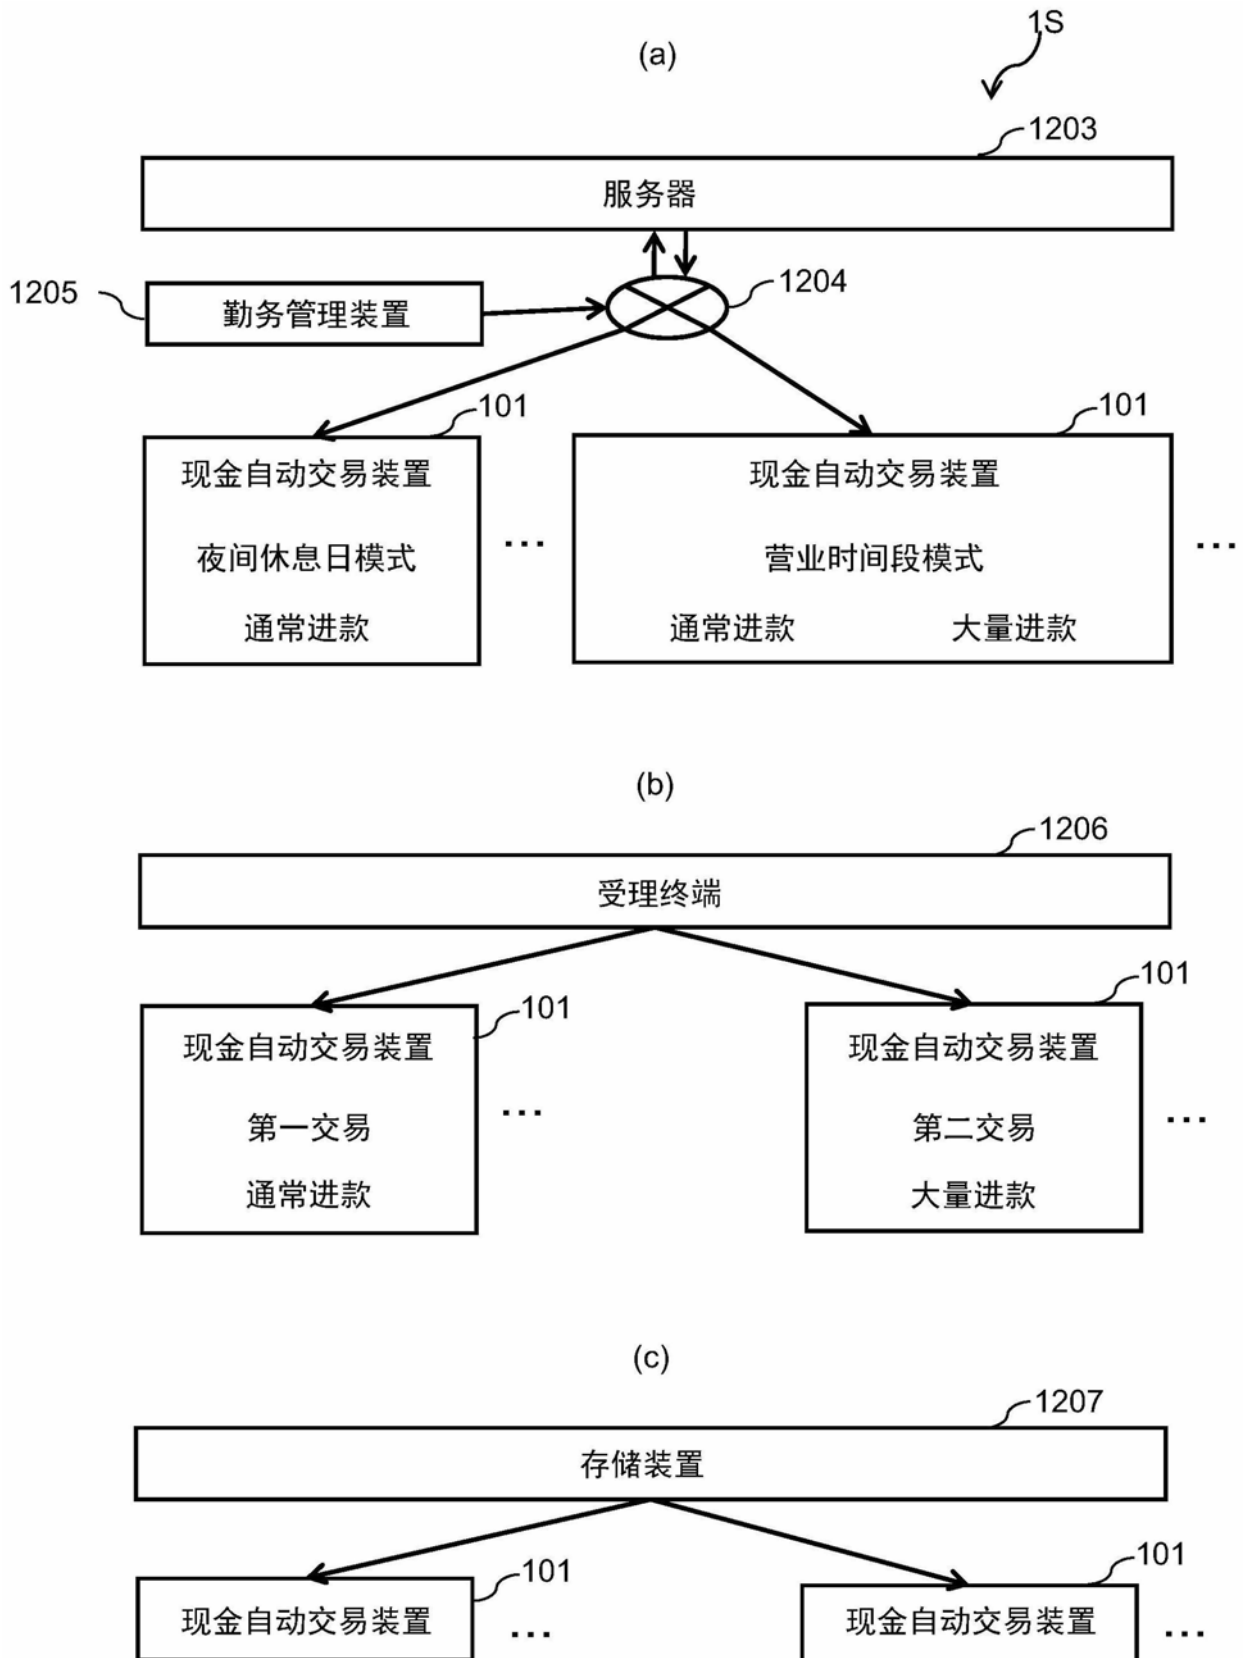 1S
(a)
1203
服务器
1204
1205
勤务管理装置
101
101
现金自动交易装置
现金自动交易装置
夜间休息日模式
...
营业时间段模式
...
通常进款
通常进款 大量进款
(b)
1206
受理终端
101
101
现金自动交易装置
现金自动交易装置
第一交易
...
第二交易
...
通常进款
大量进款
(c)
1207
存储装置
101
101
现金自动交易装置
...
现金自动交易装置
...